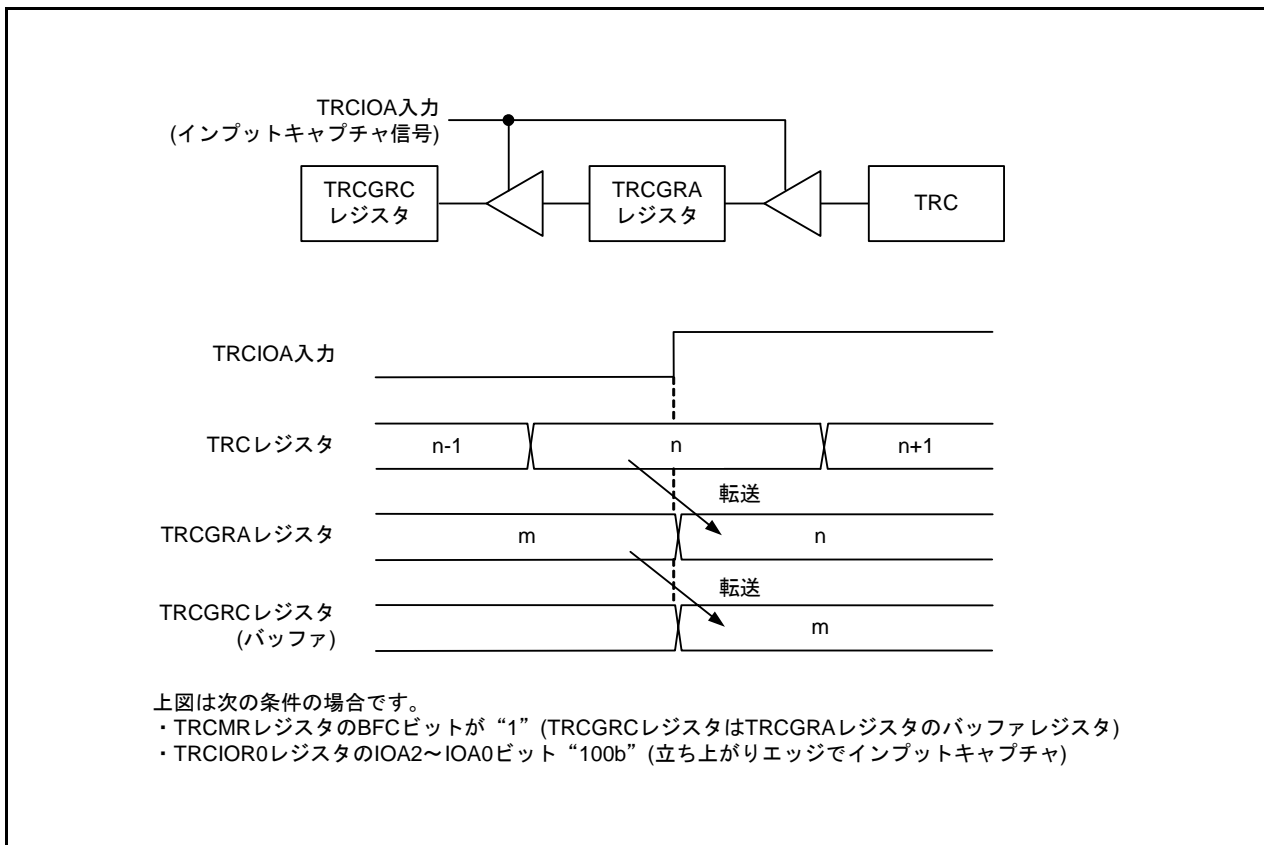 TRCIOA入力
(インプットキャプチャ信号)
TRCGRC
レジスタ
TRCGRA
レジスタ
TRC
TRCIOA入力
TRCレジスタ
n-1
n
n+1
転送
TRCGRAレジスタ
m
n
転送
TRCGRCレジスタ
(バッファ)
m
上図は次の条件の場合です。
・TRCMRレジスタのBFCビットが“1” (TRCGRCレジスタはTRCGRAレジスタのバッファレジスタ)
・TRCIOR0レジスタのIOA2～IOA0ビット“100b” (立ち上がりエッジでインプットキャプチャ)